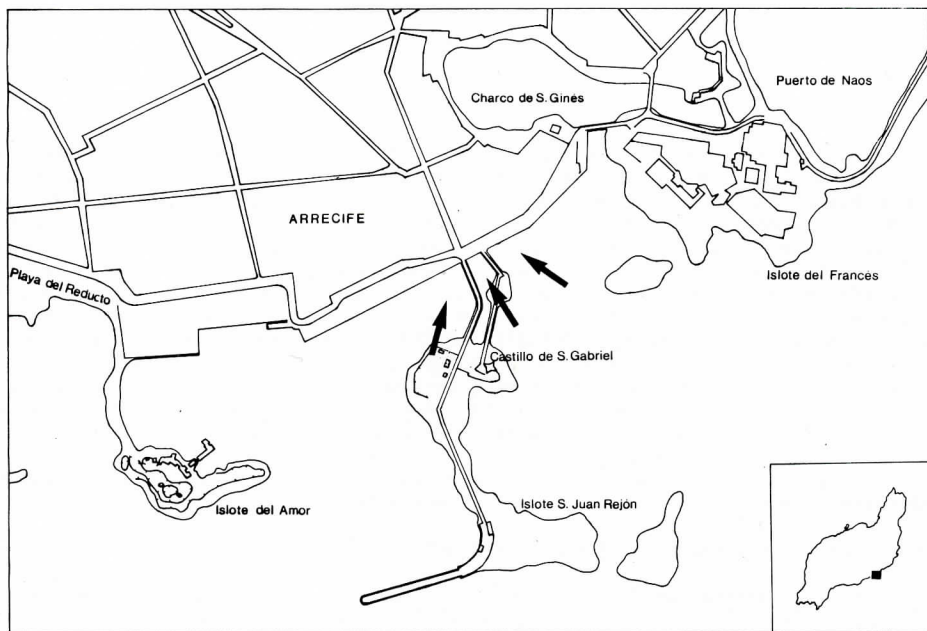 Puerto de Naos
Charco de S. Ginés
ARRECIFE
Playa del Reducto
Islote del Francés
Castillo de S. Gabriel
Islote del Amor
Islote S. Juan Rejón